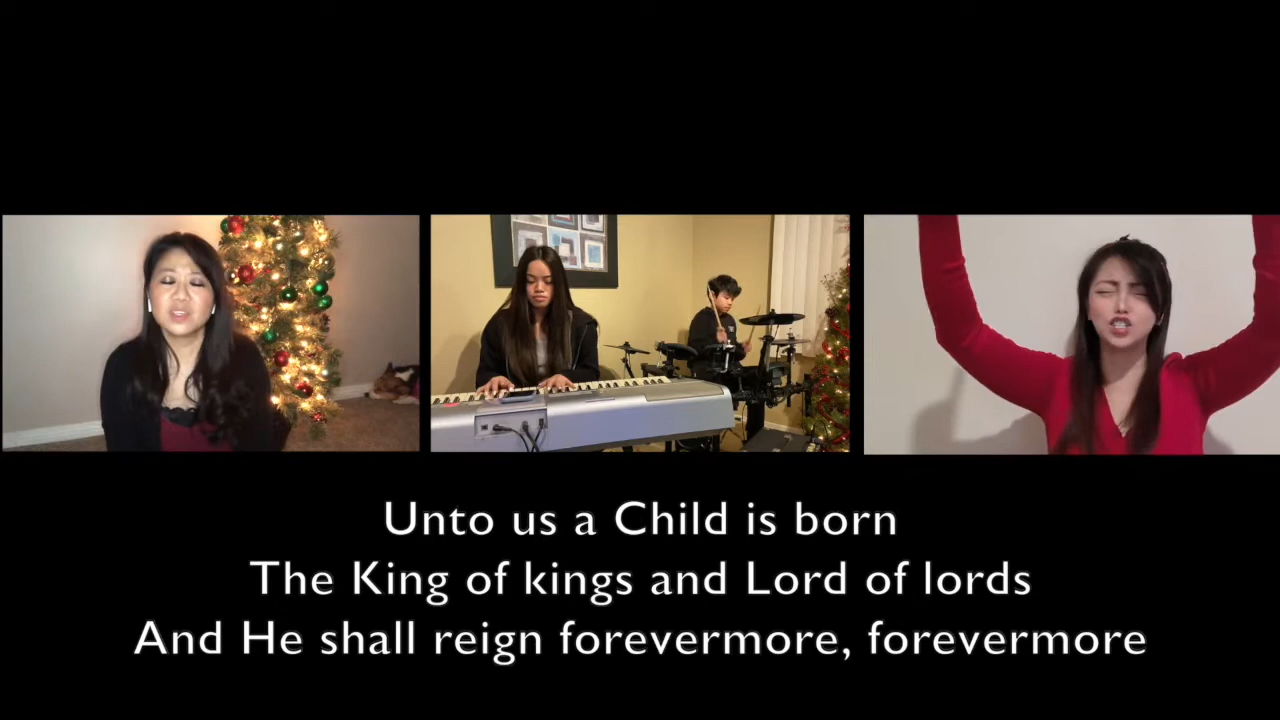 Unto us a Child is born
The King of kings and Lord of lords
And He shall reign forevermore, forevermore